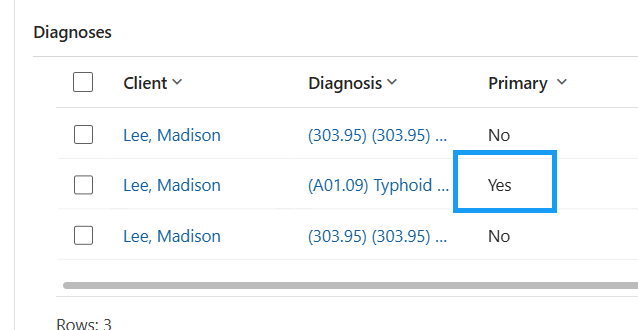 Diagnoses
Client Diagnosis Primary
Lee, Madison (303.95) (303.95) ... No
Lee, Madison (A01.09) Typhoid ... Yes
Lee, Madison (303.95) (303.95) ... No
Rows: 3